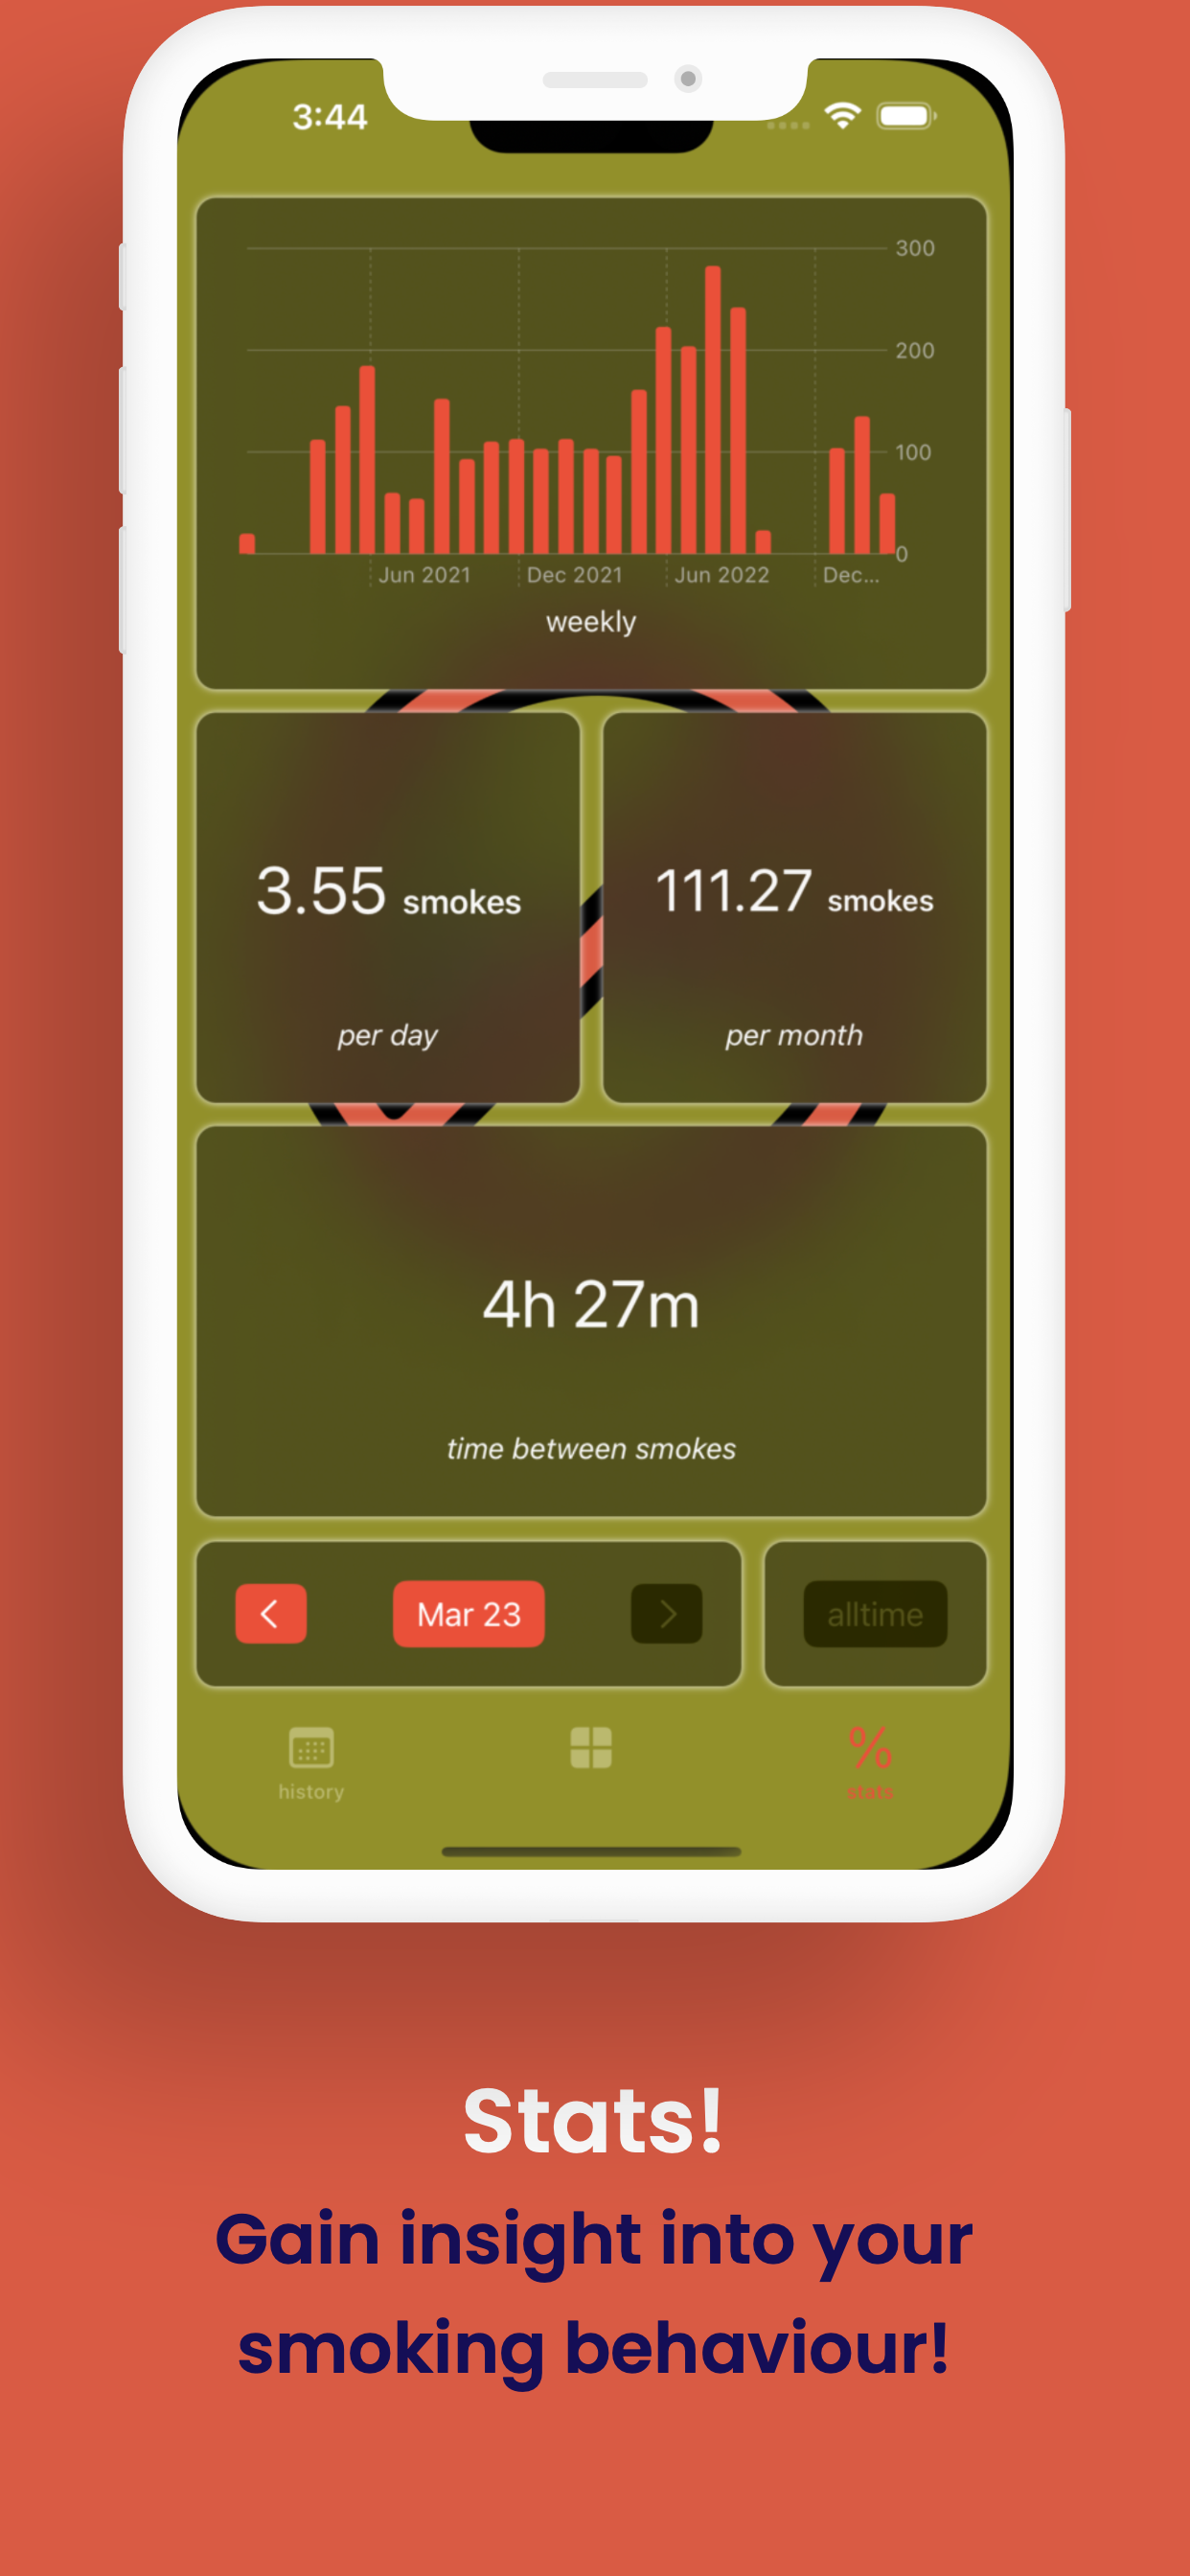 3:44
300
200
100
0
Jun 2021 Dec 2021 Jun 2022 Dec...
weekly
3.55 smokes
per day
111.27 smokes
per month
4h 27m
time between smokes
Mar 23
alltime
history
%
stats
Stats!
Gain insight into your
smoking behaviour!